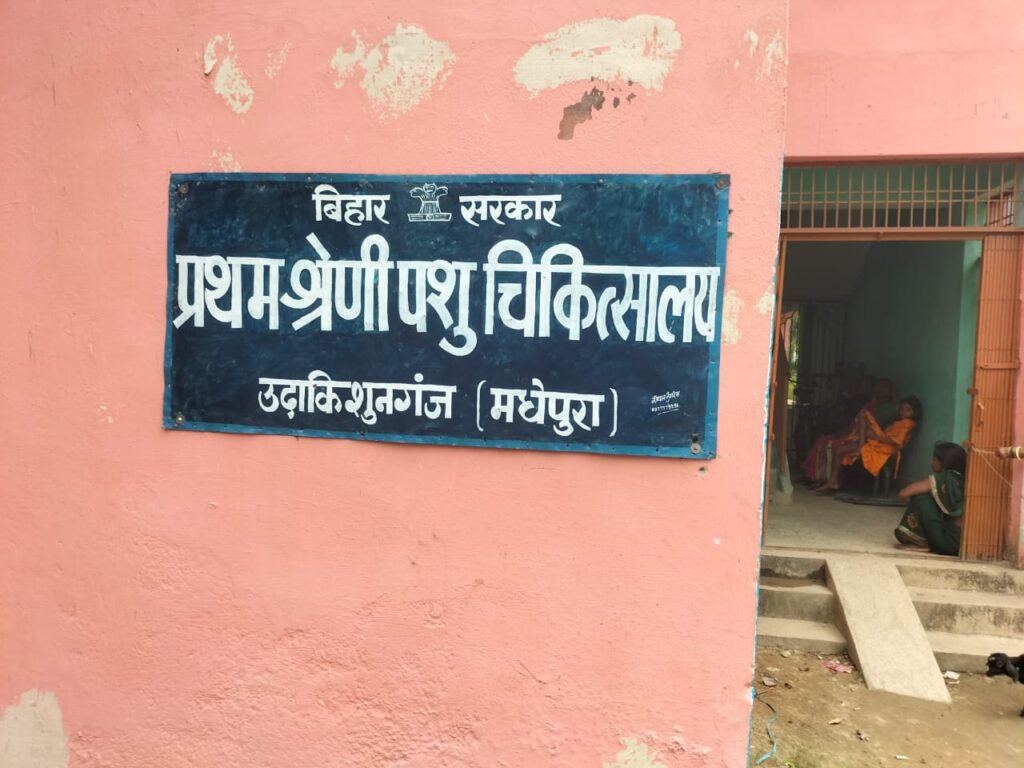 बिहार सरकार
प्रथम श्रेणी पशु चिकित्सालय
उदाकिशुनगंज (मधेपुरा)